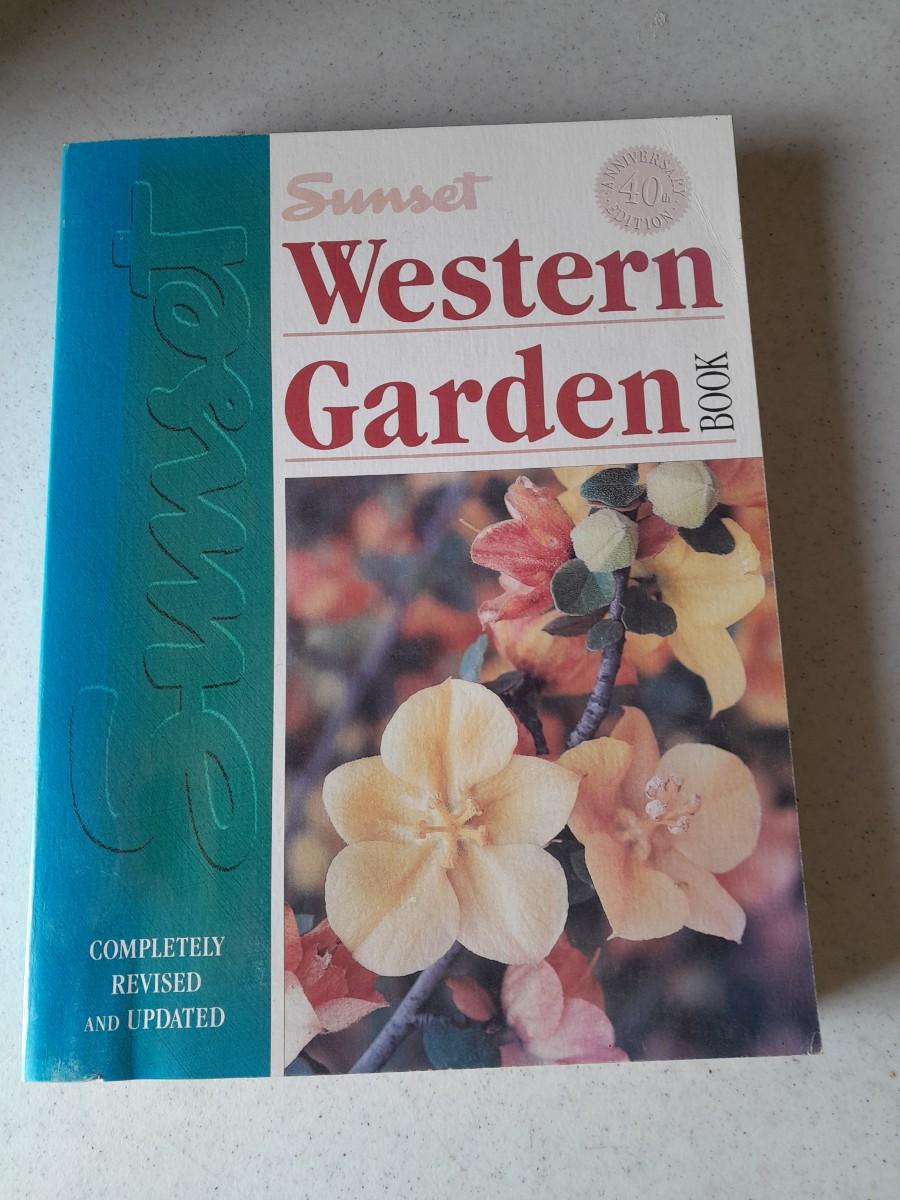 Sunset
ANNIVERSARY
40th
EDITION
Western
Garden
BOOK
Sunset
COMPLETELY
REVISED
AND UPDATED